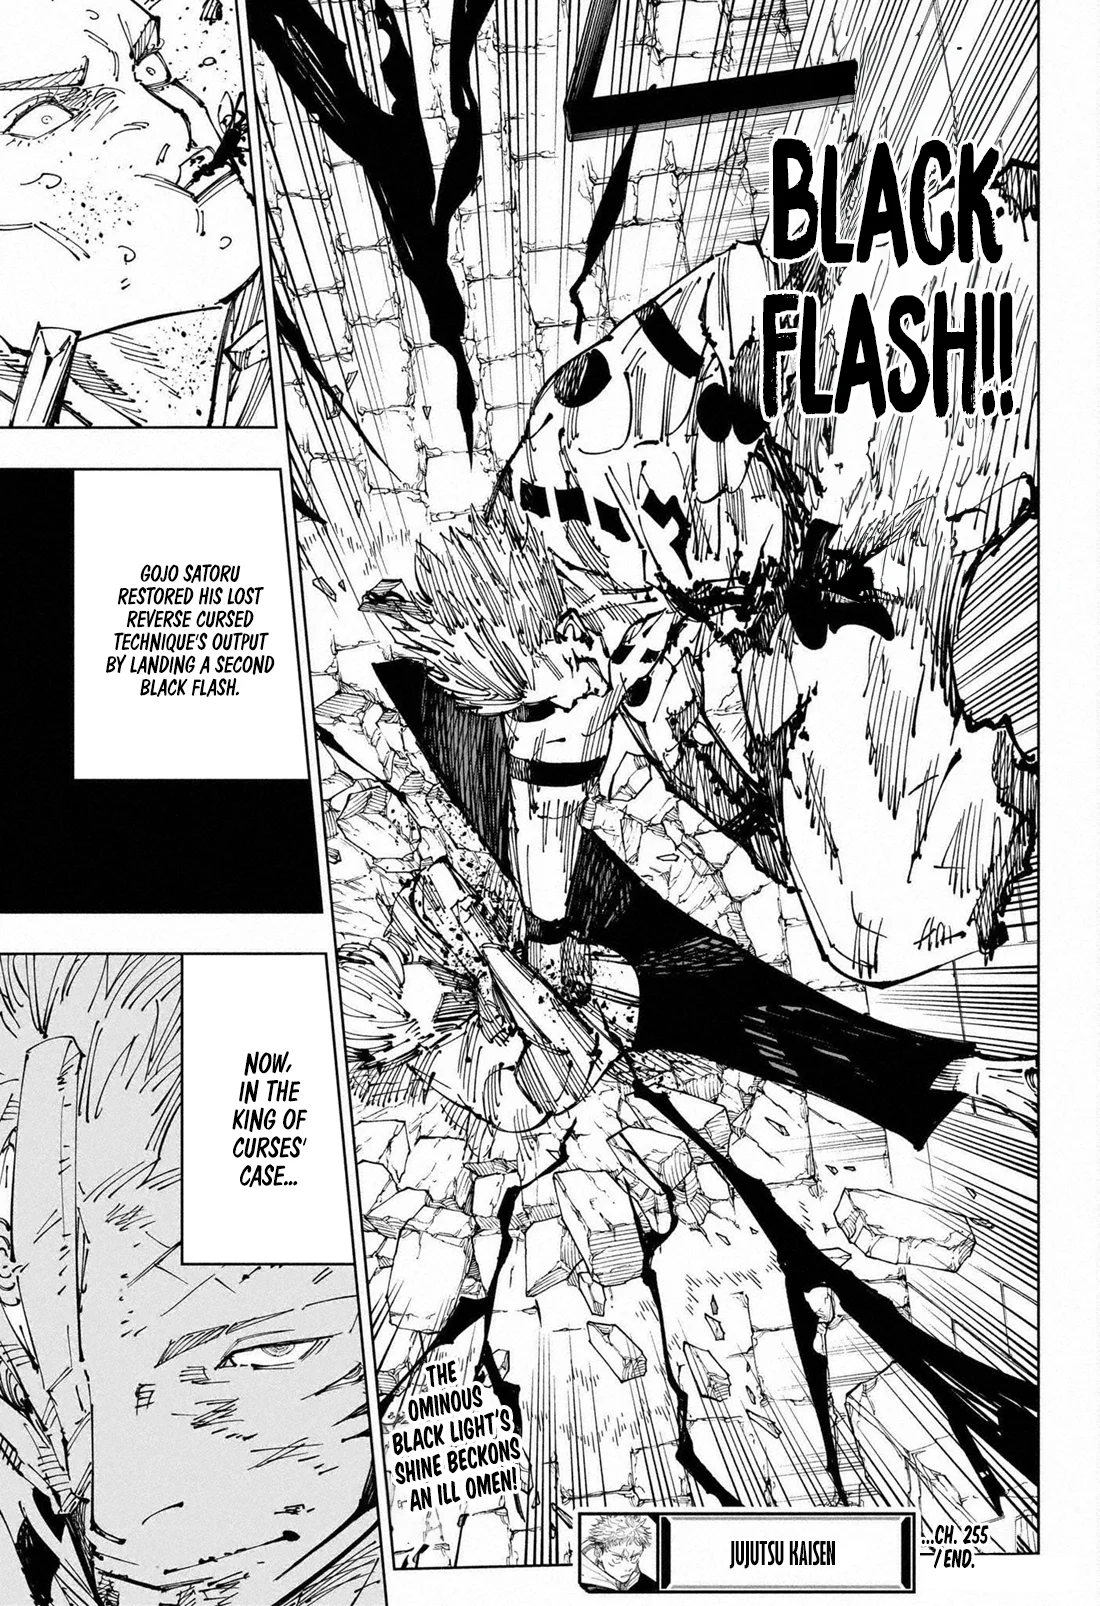 BLACK
FLASH!!
GOJO SATORU
RESTORED HIS LOST
REVERSE CURSED
TECHNIQUE'S OUTPUT
BY LANDING A SECOND
BLACK FLASH.
NOW,
IN THE
KING OF
CURSES'
CASE...
THE
OMINOUS
BLACK LIGHT'S
SHINE BECKONS
AN ILL OMEN!
JUJUTSU KAISEN
...CH. 255
/ END.